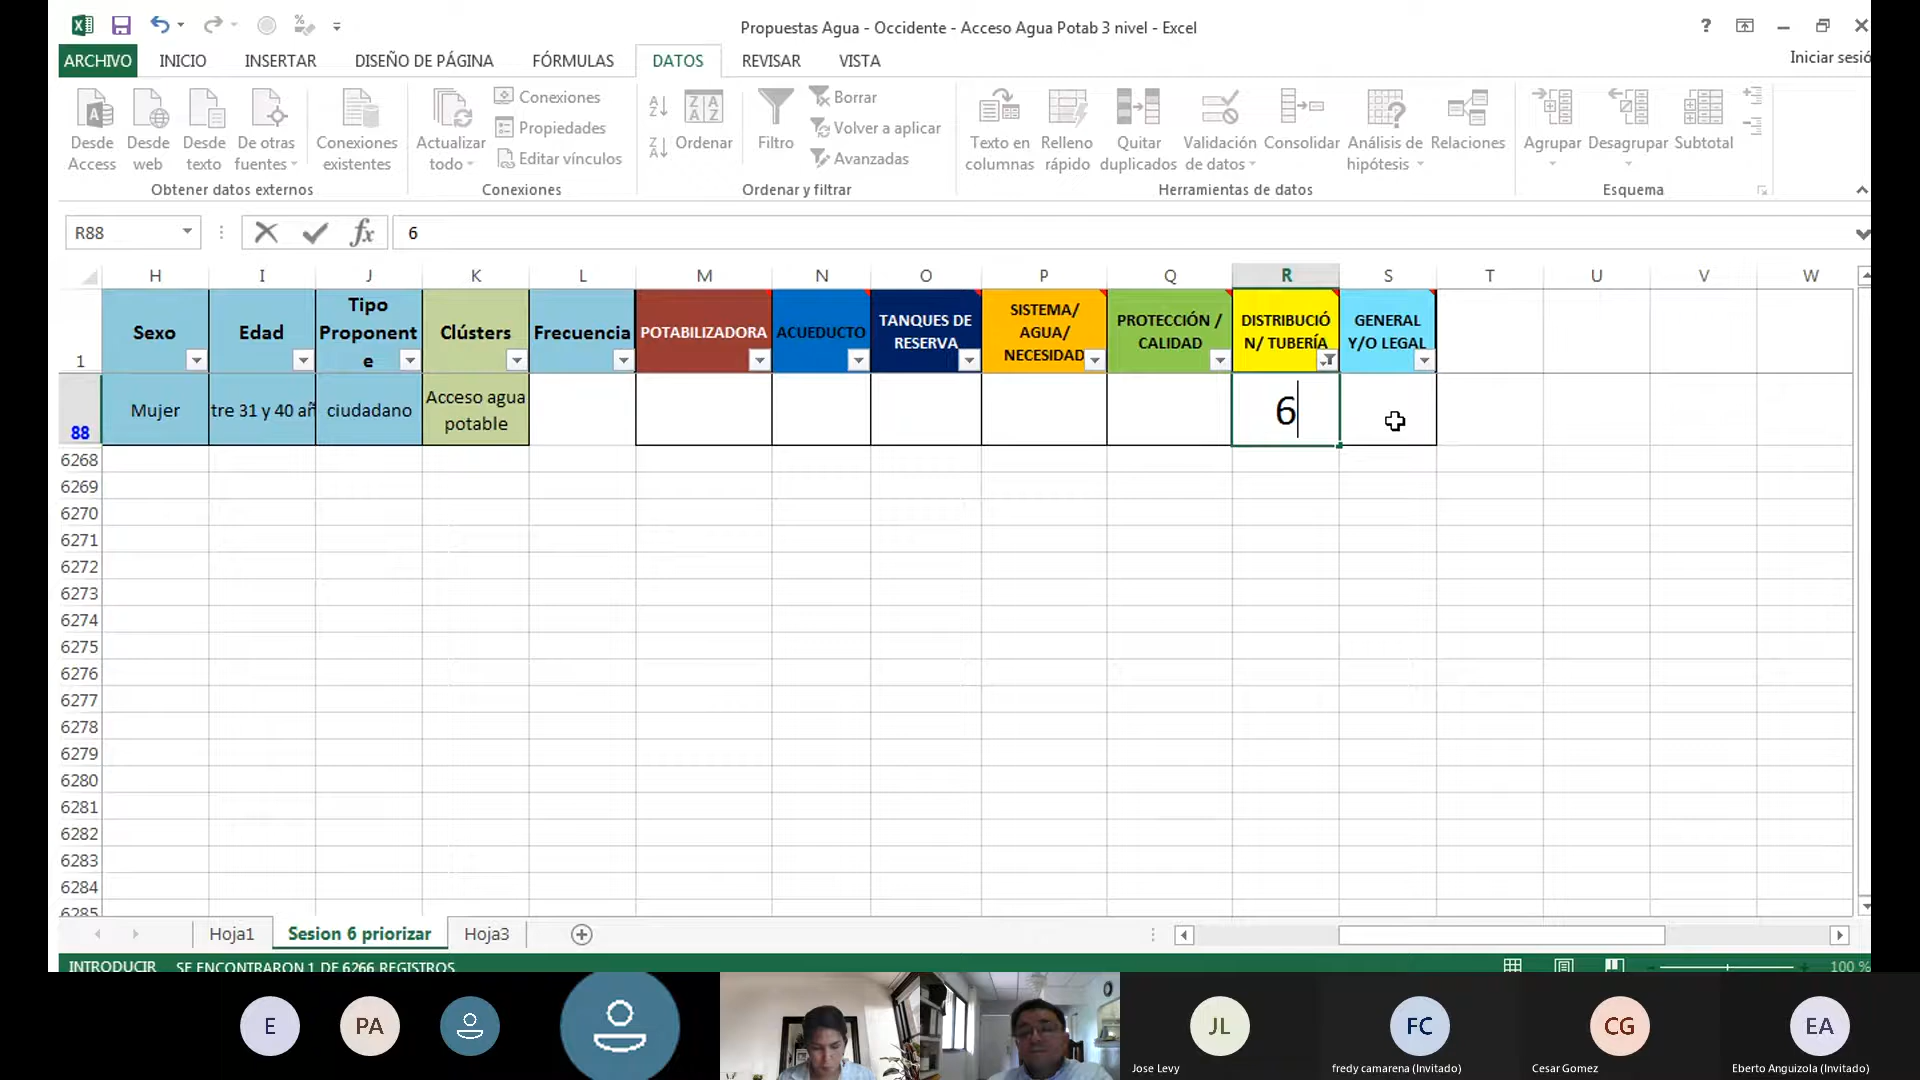 Propuestas Agua - Occidente - Acceso Agua Potab 3 nivel - Excel
?
ARCHIVO INICIO INSERTAR DISEÑO DE PÁGINA FÓRMULAS DATOS REVISAR VISTA Iniciar sesió
Desde Access
Desde web
Desde texto
De otras fuentes
Conexiones existentes
Obtener datos externos
Actualizar todo
Conexiones
Propiedades
Editar vínculos
Conexiones
Ordenar
Filtro
Borrar
Volver a aplicar
Avanzadas
Ordenar y filtrar
Texto en columnas
Relleno rápido
Quitar duplicados
Validación de datos
Consolidar
Análisis de hipótesis
Relaciones
Herramientas de datos
Agrupar
Desagrupar
Subtotal
Esquema
R88 fx 6
H I J K L M N O P Q R S T U V W
1
Sexo
Edad
Tipo
Proponent
e
Clústers
Frecuencia
POTABILIZADORA
ACUEDUCTO
TANQUES DE
RESERVA
SISTEMA/
AGUA/
NECESIDAD
PROTECCIÓN /
CALIDAD
DISTRIBUCIÓ
N/ TUBERÍA
GENERAL
Y/O LEGAL
88
Mujer
tre 31 y 40 añ
ciudadano
Acceso agua
potable
6
6268
6269
6270
6271
6272
6273
6274
6275
6276
6277
6278
6279
6280
6281
6282
6283
6284
6285
Hoja1 Sesion 6 priorizar Hoja3
INTRODUCIR SE ENCONTRARON 1 DE 6266 REGISTROS 100 %
E PA JL FC CG EA
Jose Levy fredy camarena (Invitado) Cesar Gomez Eberto Anguizola (Invitado)